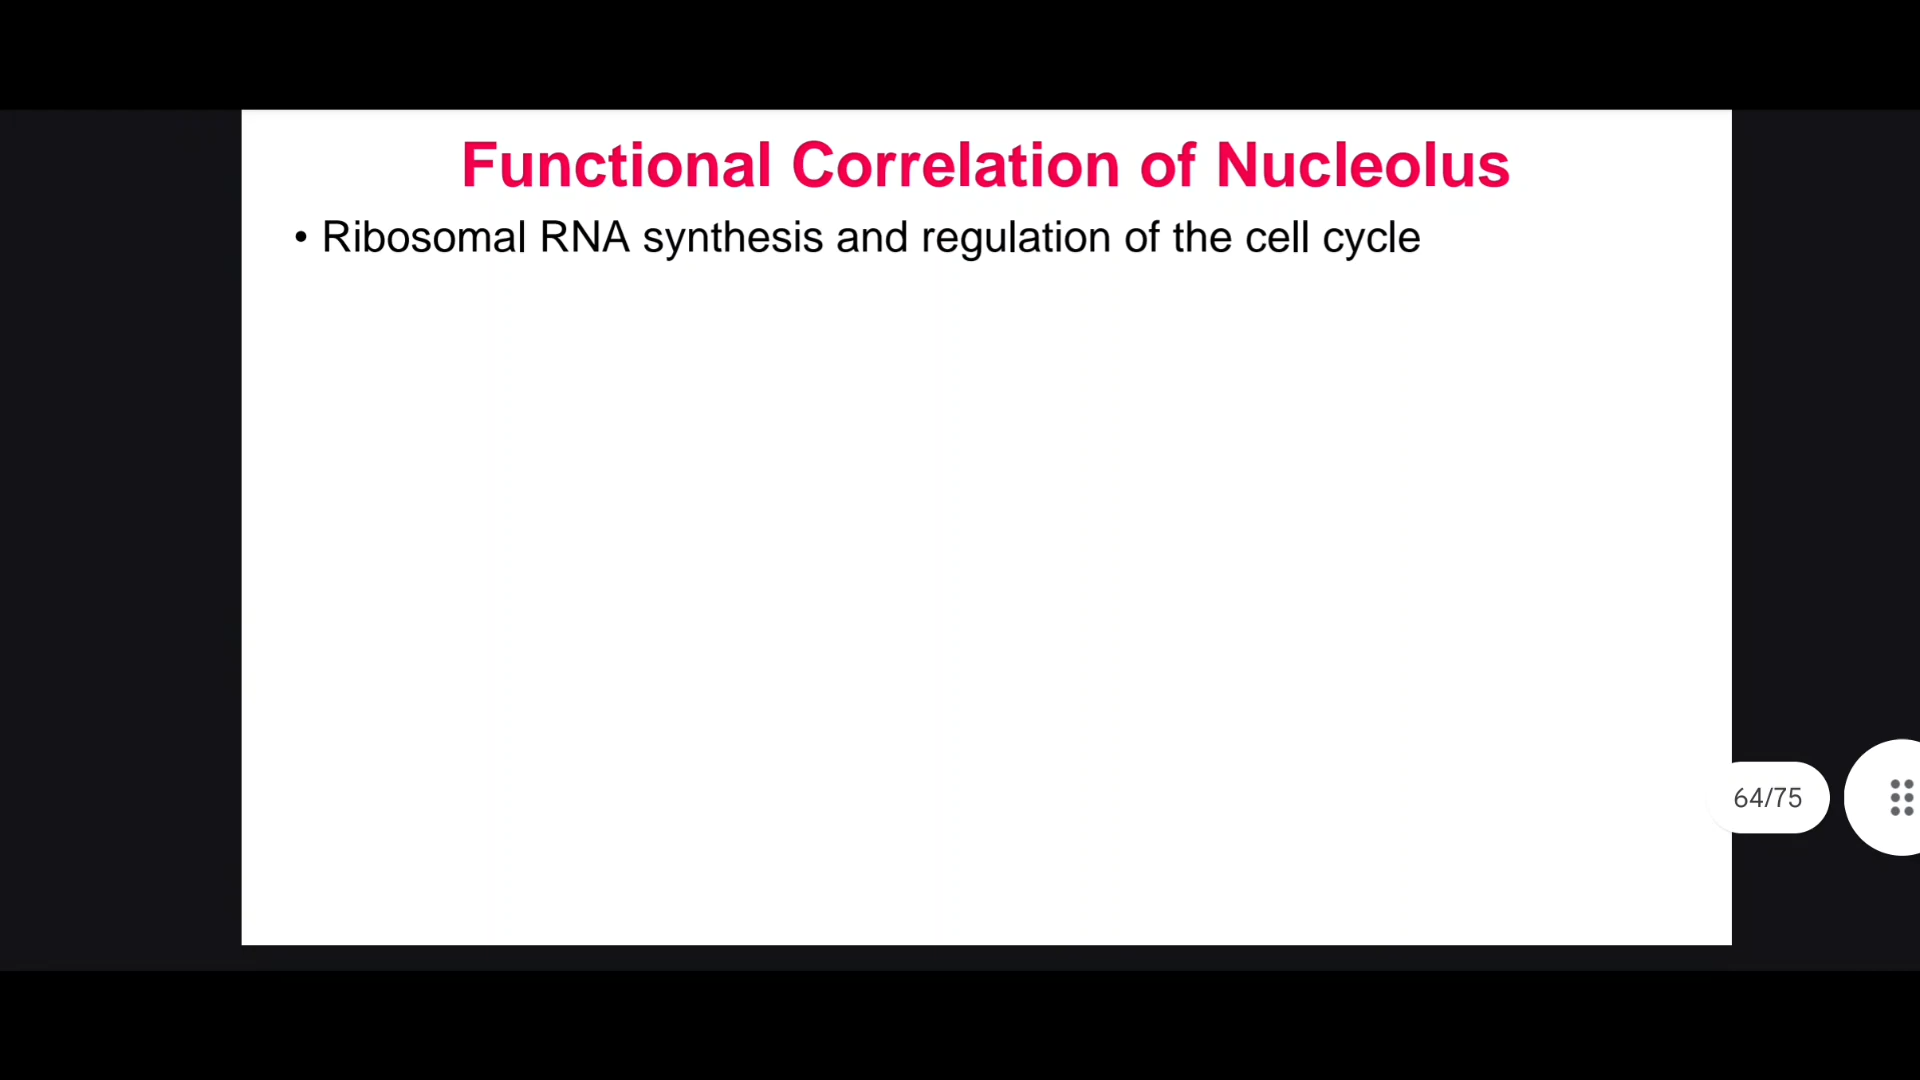 Functional Correlation of Nucleolus
• Ribosomal RNA synthesis and regulation of the cell cycle
64/75